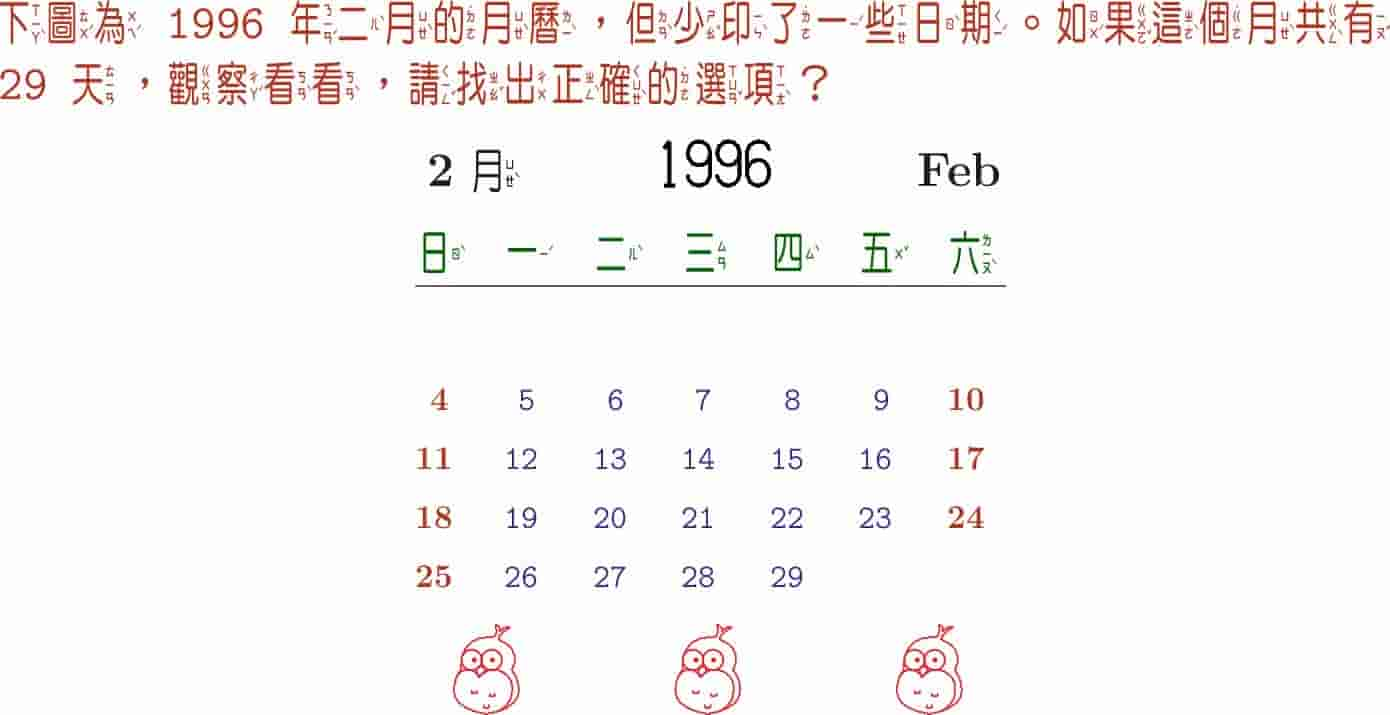 下圖為 1996 年二月的月曆，但少印了一些日期。如果這個月共有
29 天，觀察看看，請找出正確的選項？
2 月 1996 Feb
日 一 二 三 四 五 六
4 5 6 7 8 9 10
11 12 13 14 15 16 17
18 19 20 21 22 23 24
25 26 27 28 29